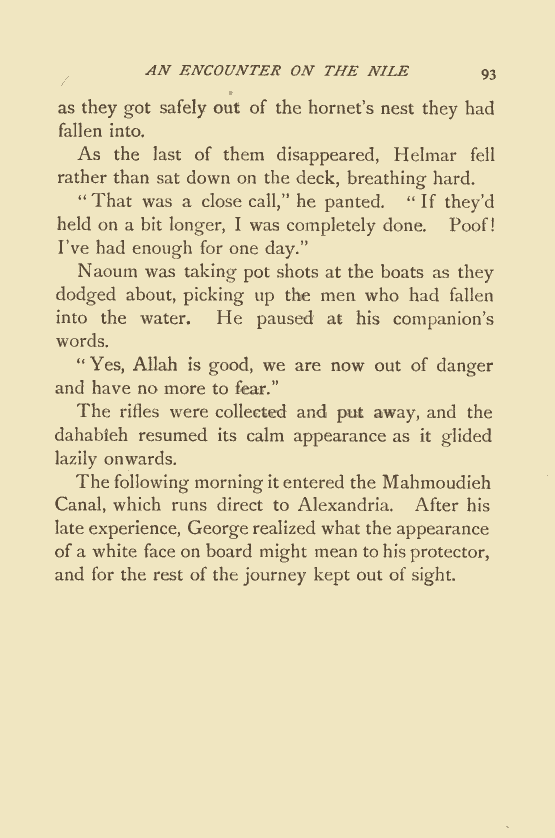 AN ENCOUNTER ON THE NILE 93
as they got safely out of the hornet's nest they had
fallen into.
As the last of them disappeared, Helmar fell
rather than sat down on the deck, breathing hard.
"That was a close call," he panted. "If they'd
held on a bit longer, I was completely done. Poof!
I've had enough for one day."
Naoum was taking pot shots at the boats as they
dodged about, picking up the men who had fallen
into the water. He paused at his companion's
words.
"Yes, Allah is good, we are now out of danger
and have no more to fear."
The rifles were collected and put away, and the
dahabieh resumed its calm appearance as it glided
lazily onwards.
The following morning it entered the Mahmoudieh
Canal, which runs direct to Alexandria. After his
late experience, George realized what the appearance
of a white face on board might mean to his protector,
and for the rest of the journey kept out of sight.